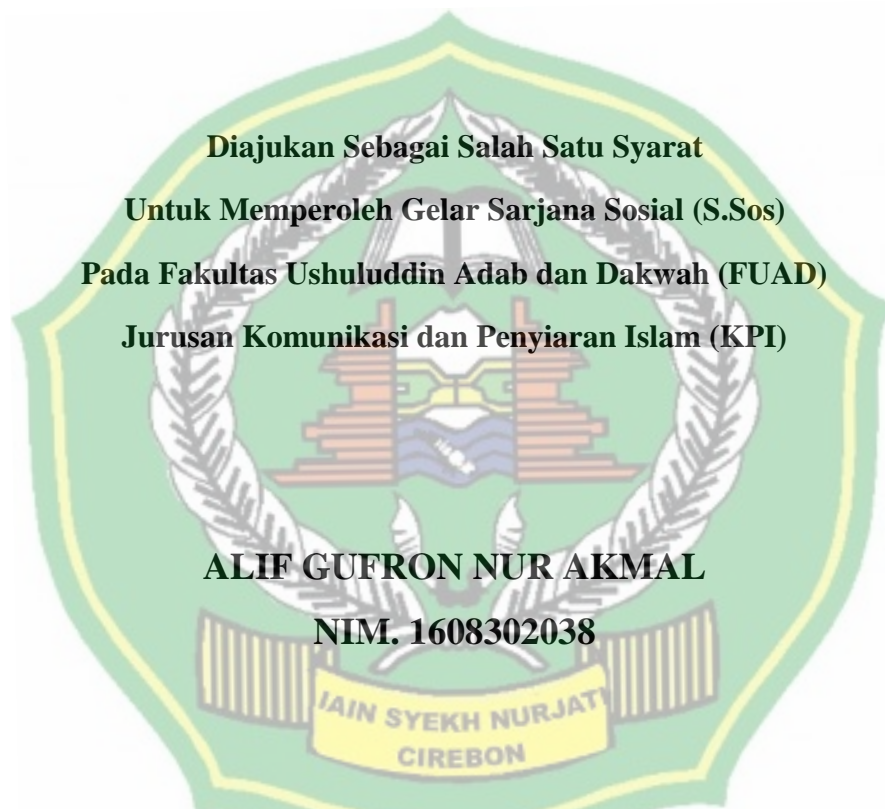 Diajukan Sebagai Salah Satu Syarat
Untuk Memperoleh Gelar Sarjana Sosial (S.Sos)
Pada Fakultas Ushuluddin Adab dan Dakwah (FUAD)
Jurusan Komunikasi dan Penyiaran Islam (KPI)
ALIF GUFRON NUR AKMAL
NIM. 1608302038
IAIN SYEKH NURJATI
CIREBON